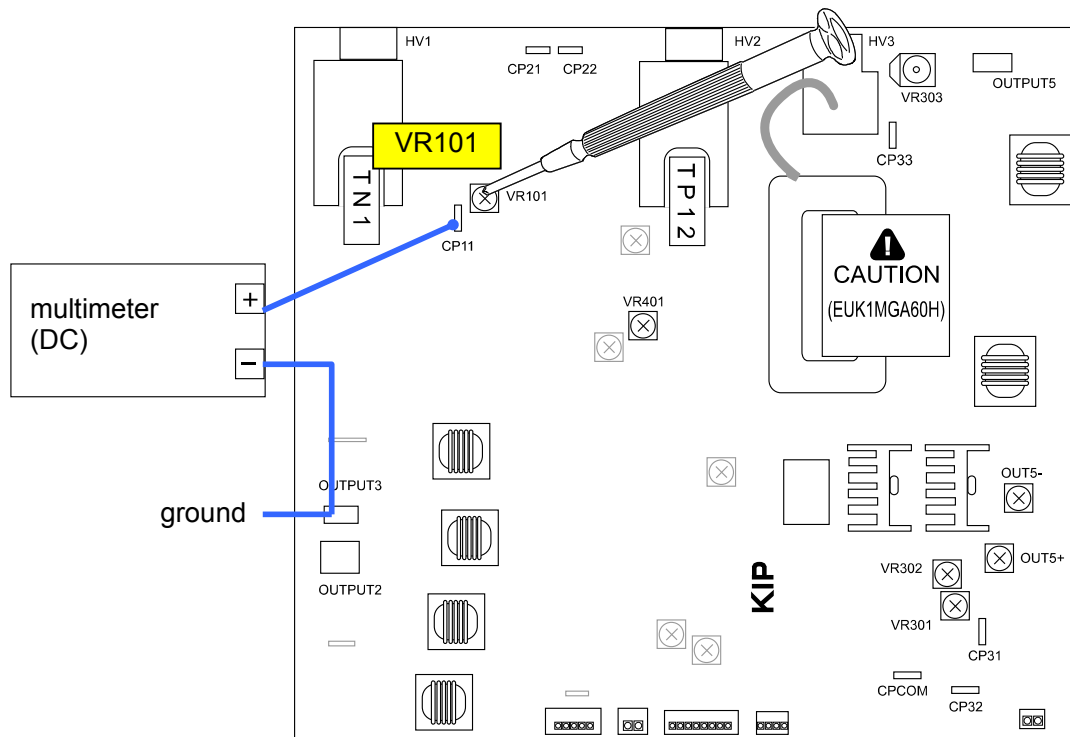 HV1
CP21
CP22
HV2
HV3
VR303
OUTPUT5
CP33
VR101
TN1
VR101
TP12
CP11
CAUTION
(EUK1MGA60H)
multimeter
(DC)
+
−
VR401
OUTPUT3
ground
OUTPUT2
OUT5-
OUT5+
VR302
VR301
KIP
CP31
CPCOM
CP32